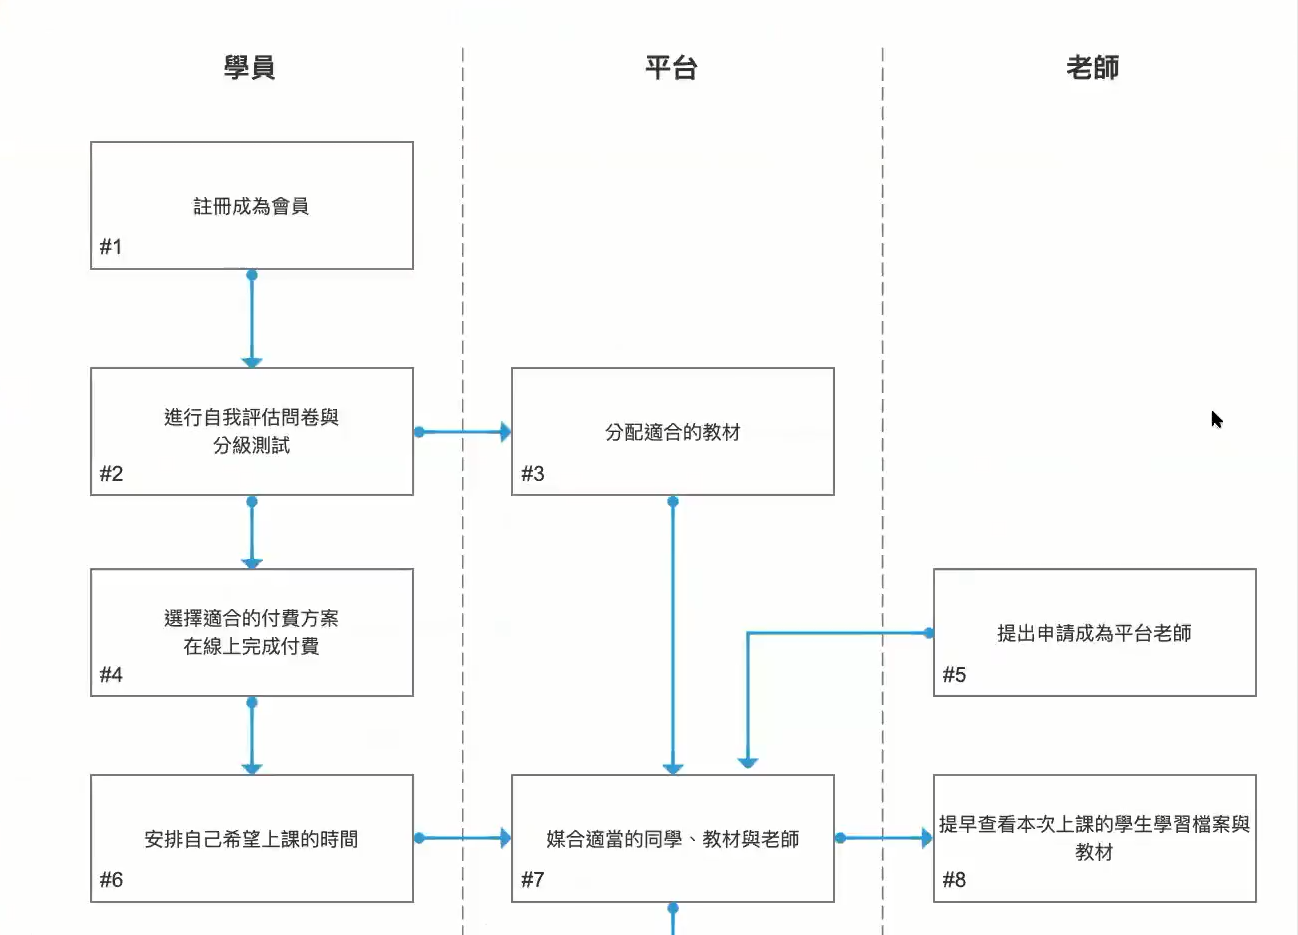 學員
平台
老師
註冊成為會員
#1
進行自我評估問卷與
分級測試
#2
分配適合的教材
#3
選擇適合的付費方案
在線上完成付費
#4
提出申請成為平台老師
#5
安排自己希望上課的時間
#6
媒合適當的同學、教材與老師
#7
提早查看本次上課的學生學習檔案與
教材
#8